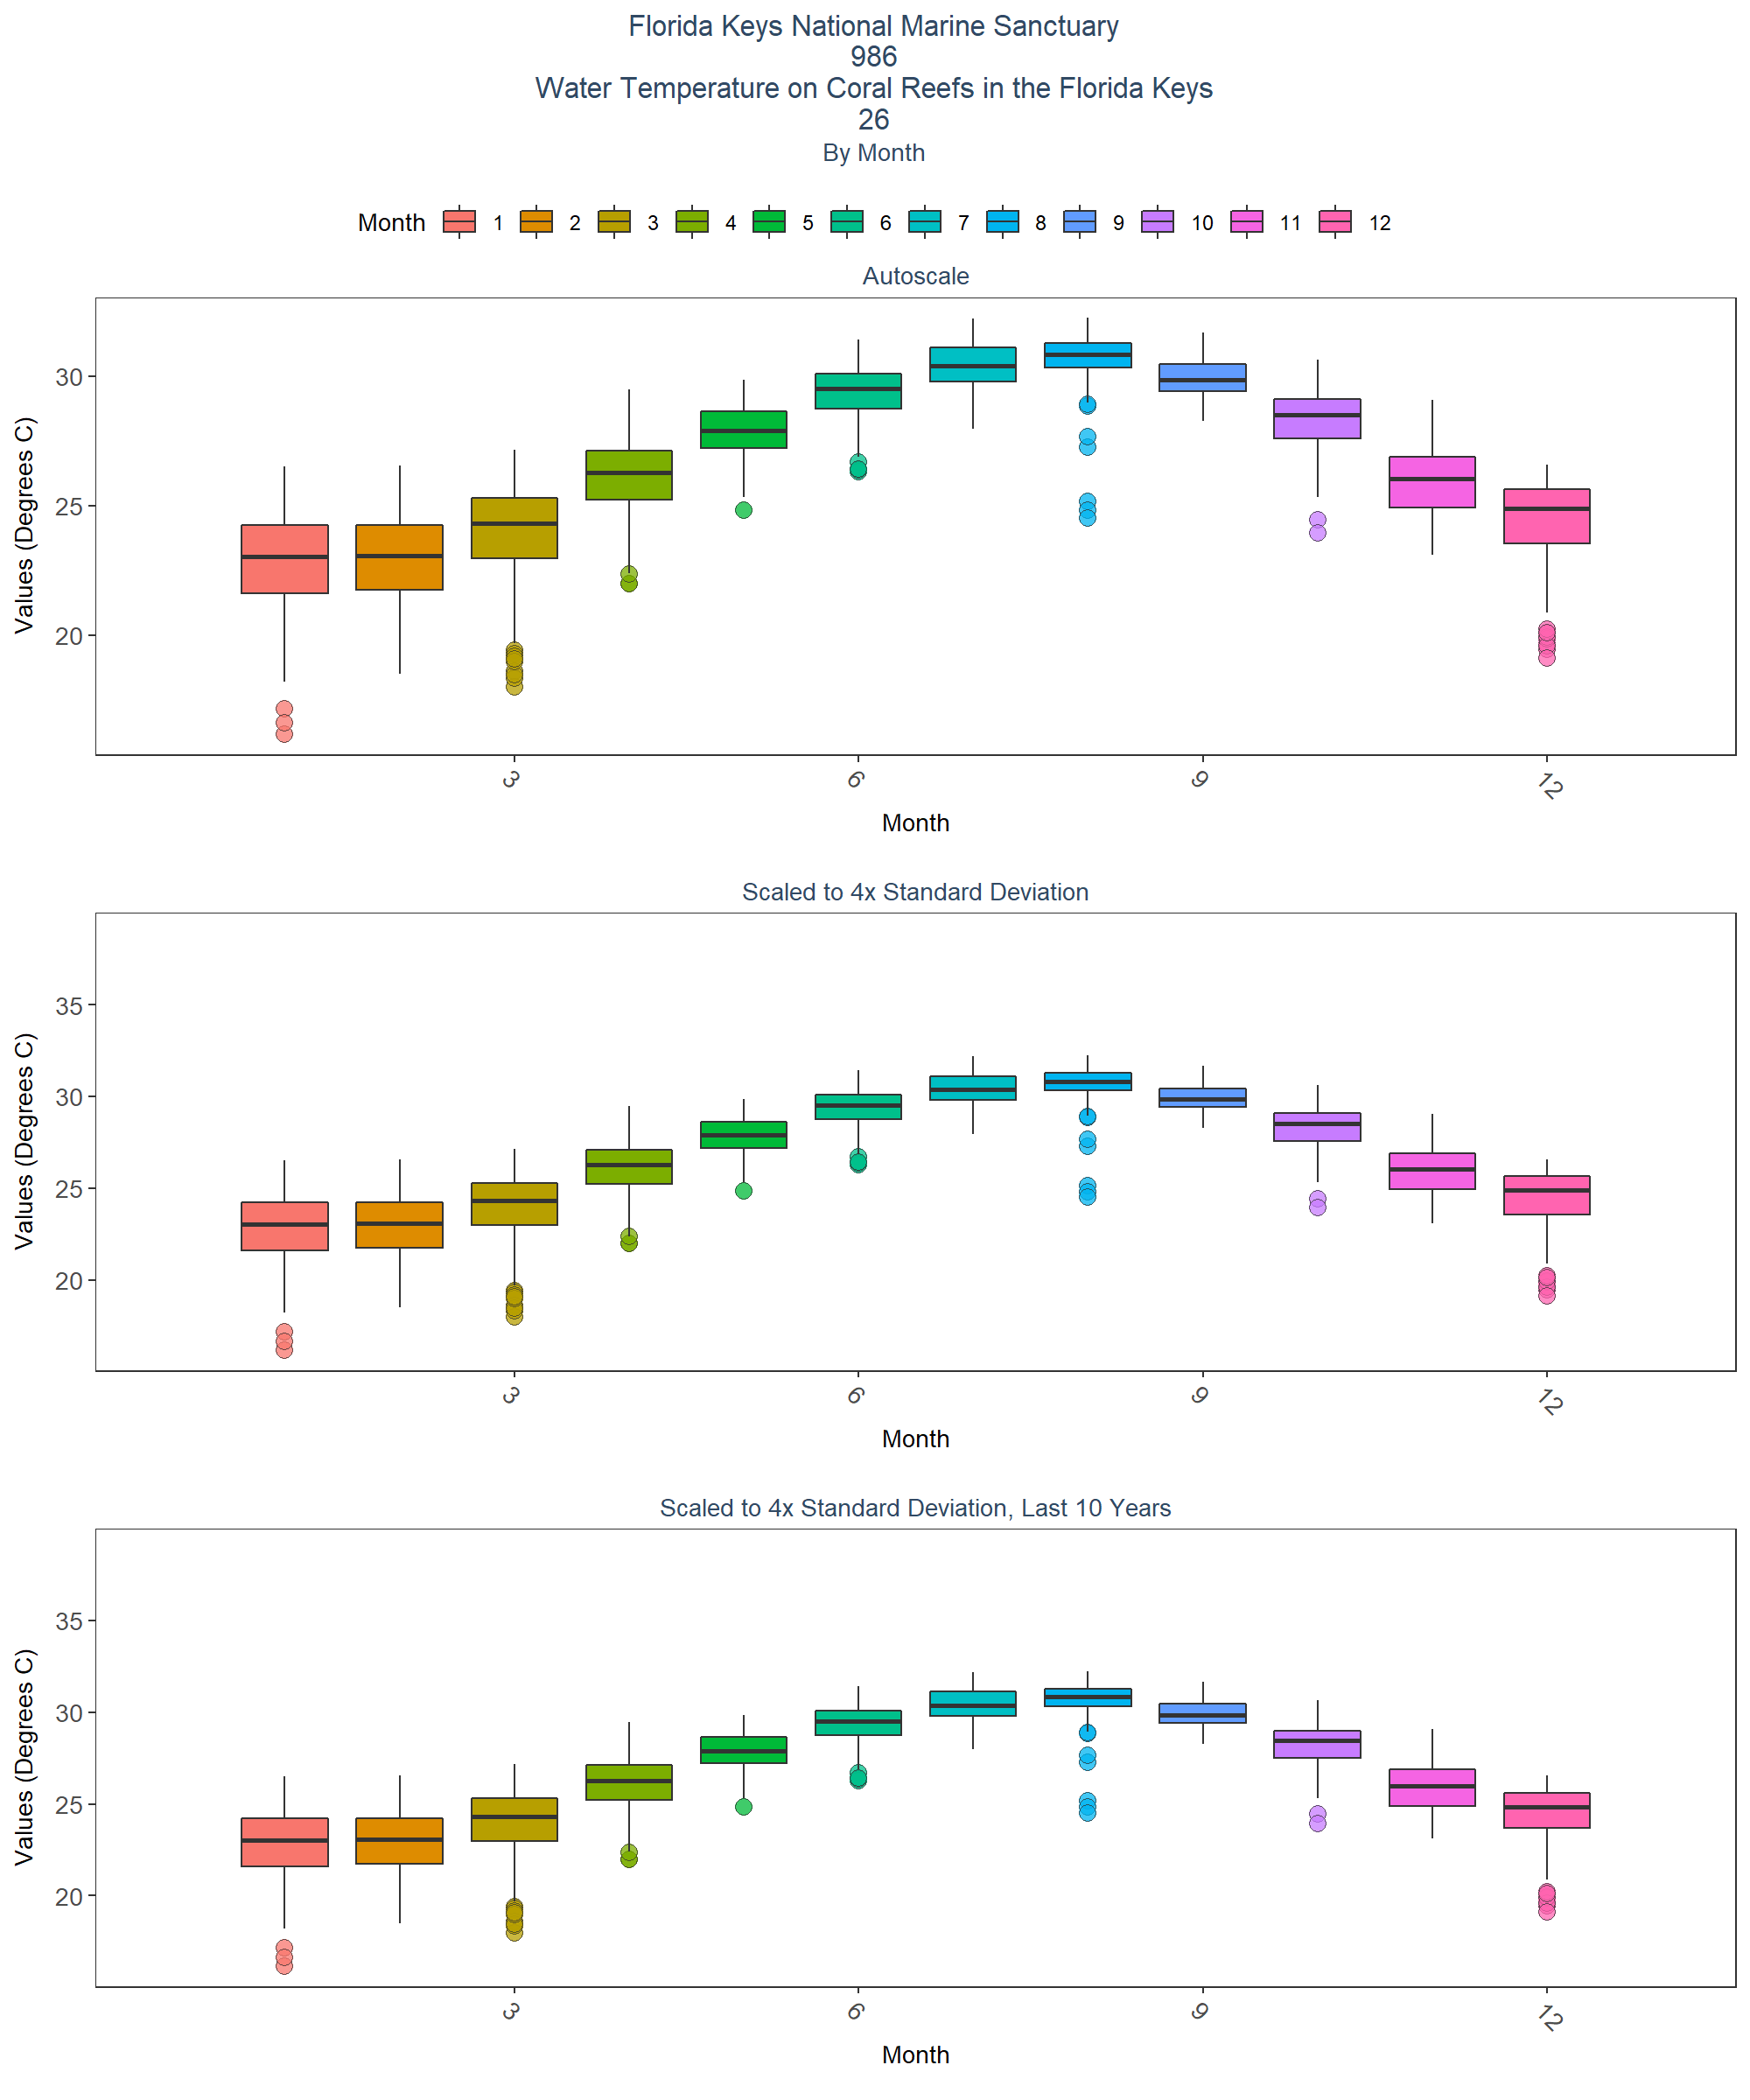 Florida Keys National Marine Sanctuary
986
Water Temperature on Coral Reefs in the Florida Keys
26
By Month
Month 1 2 3 4 5 6 7 8 9 10 11 12
Autoscale
Values (Degrees C)
30
25
20
3 6 9 12
Month
Scaled to 4x Standard Deviation
Values (Degrees C)
35
30
25
20
3 6 9 12
Month
Scaled to 4x Standard Deviation, Last 10 Years
Values (Degrees C)
35
30
25
20
3 6 9 12
Month